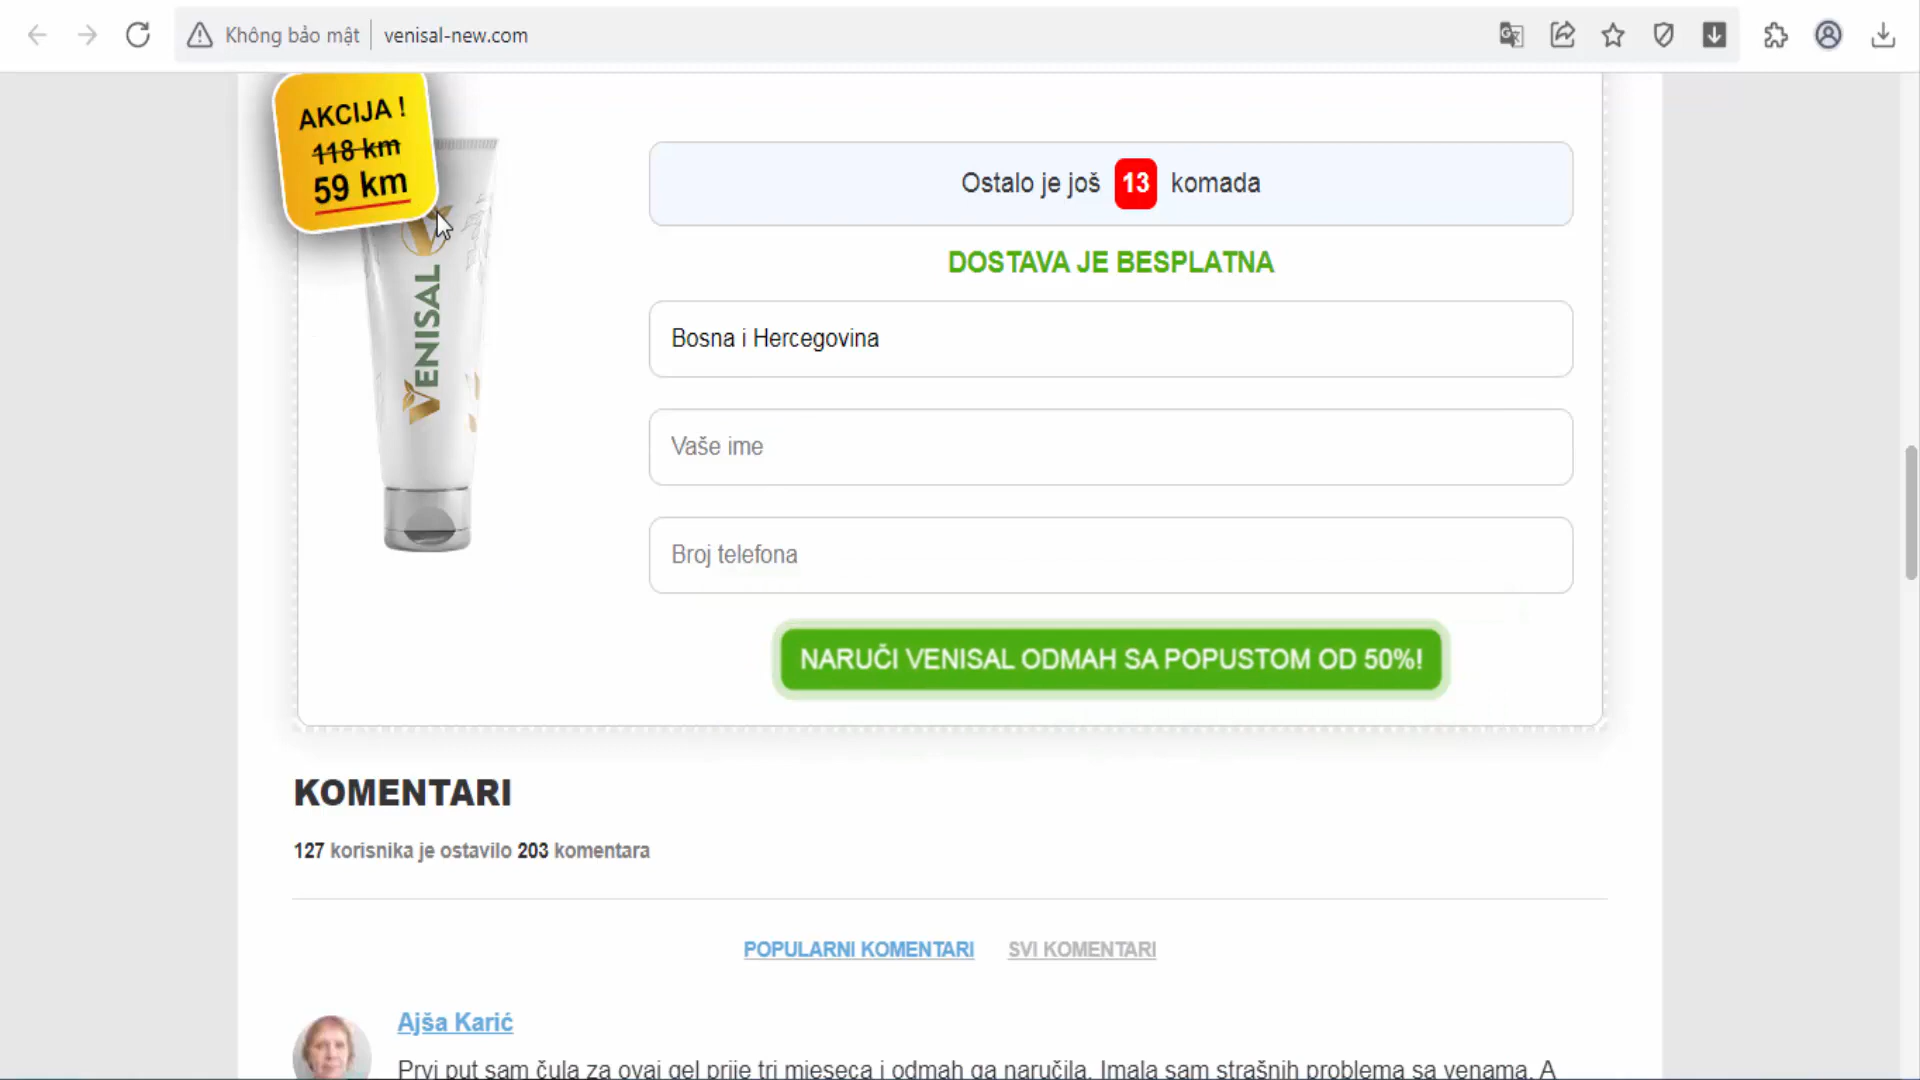 Không bảo mật
venisal-new.com
AKCIJA !
118 km
59 km
VENISAL
Ostalo je još 13 komada
DOSTAVA JE BESPLATNA
Bosna i Hercegovina
Vaše ime
Broj telefona
NARUČI VENISAL ODMAH SA POPUSTOM OD 50%!
KOMENTARI
127 korisnika je ostavilo 203 komentara
POPULARNI KOMENTARI SVI KOMENTARI
Ajša Karić
Prvi put sam čula za ovaj gel prije tri mjeseca i odmah ga naručila. Imala sam strašnih problema sa venama. A